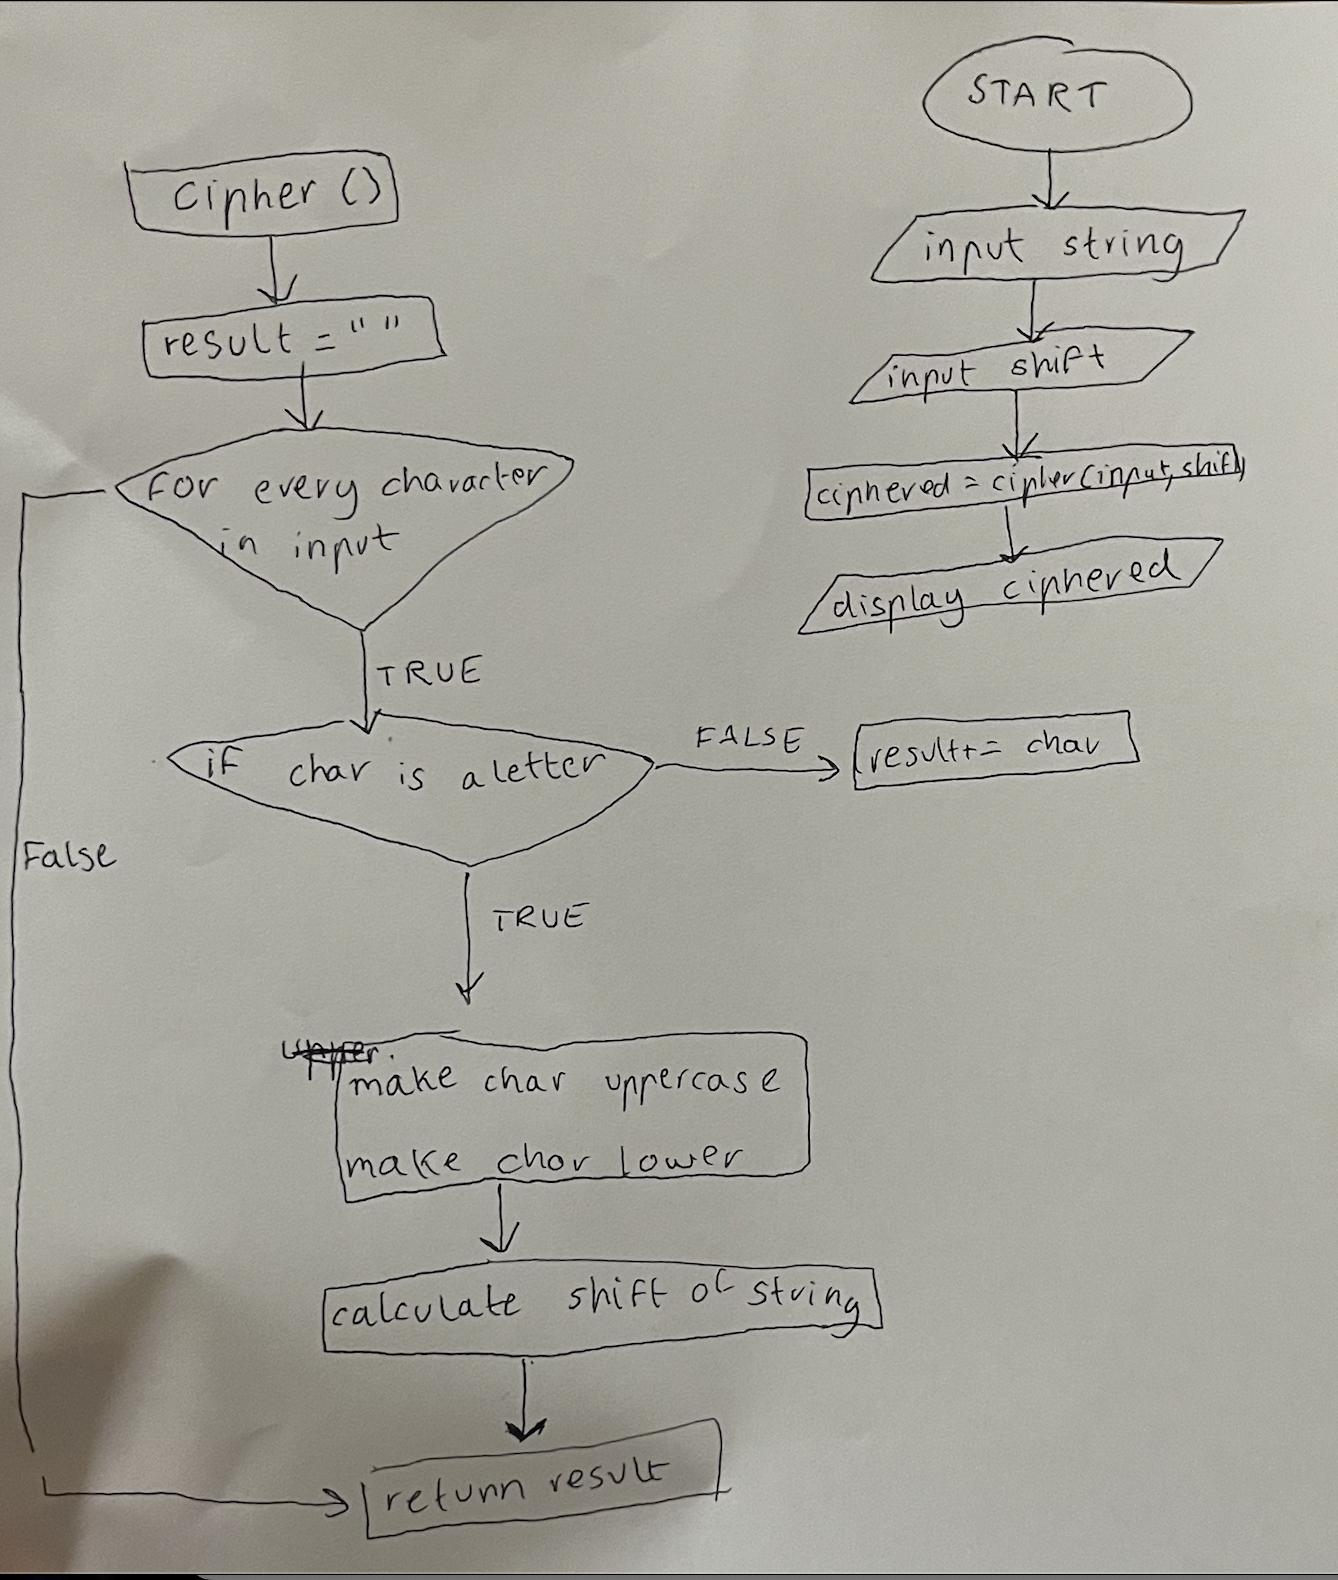 START
input string
input shift
ciphered = cipher(input, shift)
display ciphered
cipher ()
result = " "
for every character
in input
TRUE
False
if char is a letter
FALSE
result+= char
TRUE
upper.
make char uppercase
make char lower
calculate shift of string
return result